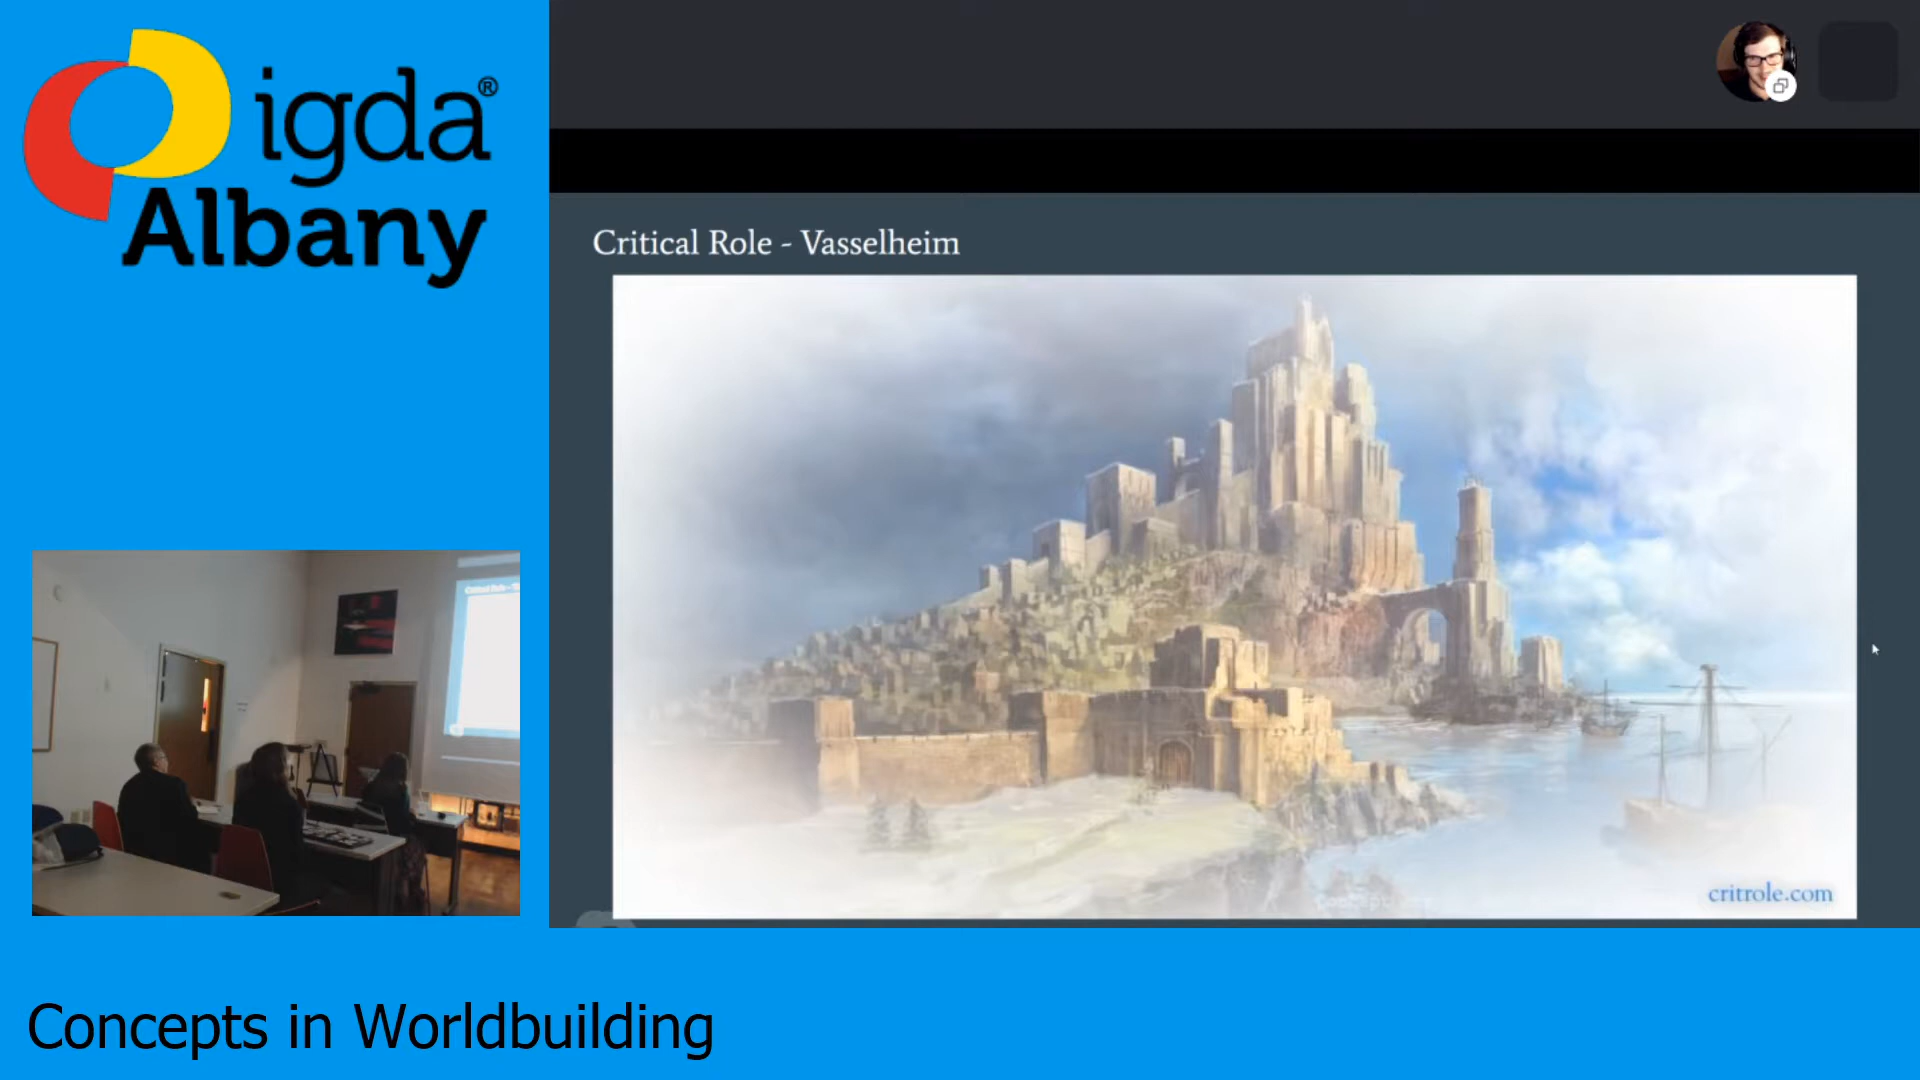 igda®
Albany
Critical Role - Vasselheim
critrole.com
Concepts in Worldbuilding